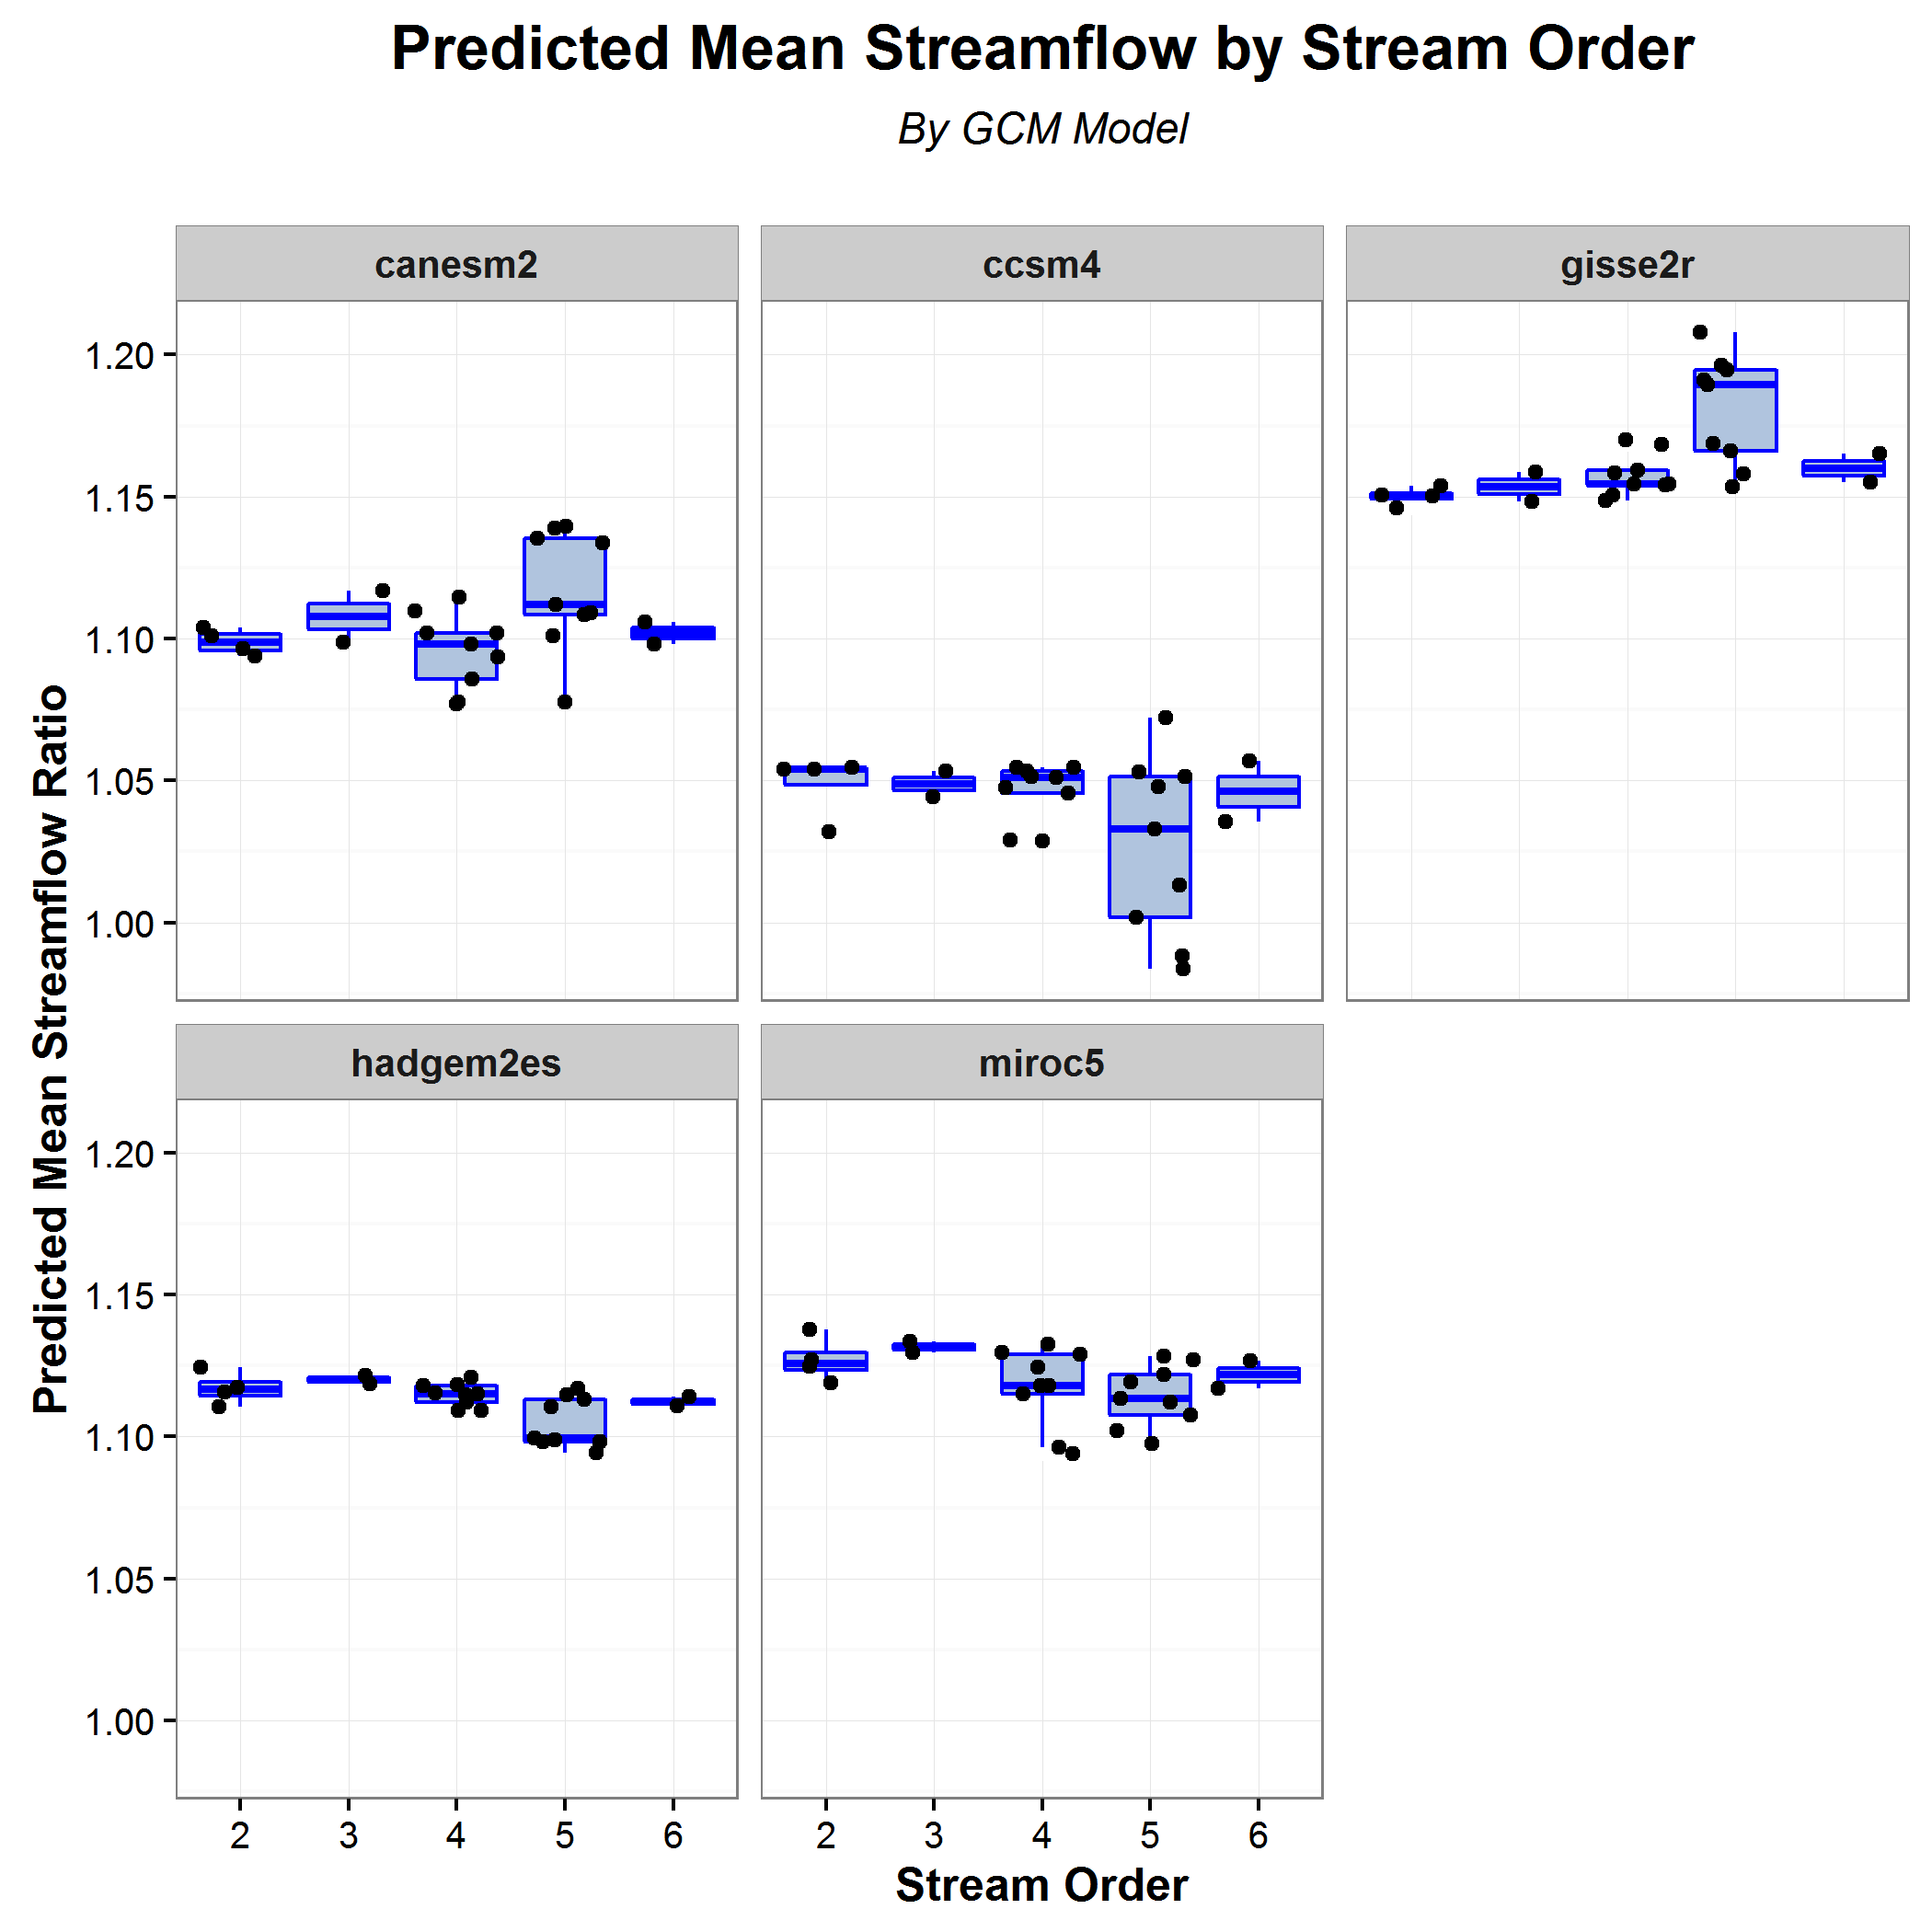 Predicted Mean Streamflow by Stream Order
By GCM Model
canesm2
ccsm4
gisse2r
1.20
1.15
1.10
1.05
1.00
Predicted Mean Streamflow Ratio
hadgem2es
miroc5
1.20
1.15
1.10
1.05
1.00
2 3 4 5 6
2 3 4 5 6
Stream Order